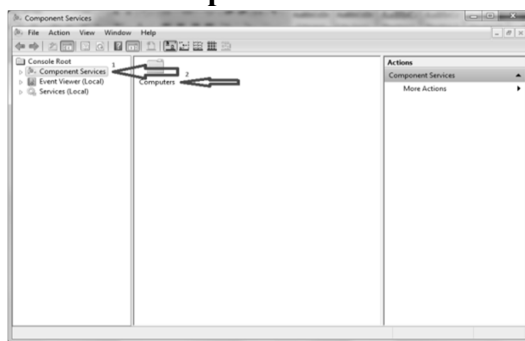 Component Services
File Action View Window Help
Console Root
Component Services 1
Event Viewer (Local)
Services (Local)
2
Computers
Actions
Component Services
More Actions